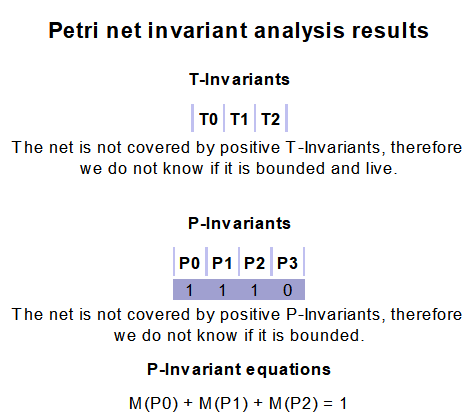 Petri net invariant analysis results
T-Invariants
T0 T1 T2
The net is not covered by positive T-Invariants, therefore
we do not know if it is bounded and live.
P-Invariants
P0 P1 P2 P3
1 1 1 0
The net is not covered by positive P-Invariants, therefore
we do not know if it is bounded.
P-Invariant equations
M(P0) + M(P1) + M(P2) = 1